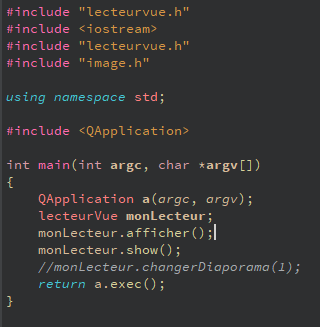 #include "lecteurvue.h"
#include <iostream>
#include "lecteurvue.h"
#include "image.h"
using namespace std;
#include <QApplication>
int main(int argc, char *argv[])
{
QApplication a(argc, argv);
lecteurVue monLecteur;
monLecteur.afficher();
monLecteur.show();
//monLecteur.changerDiaporama(1);
return a.exec();
}